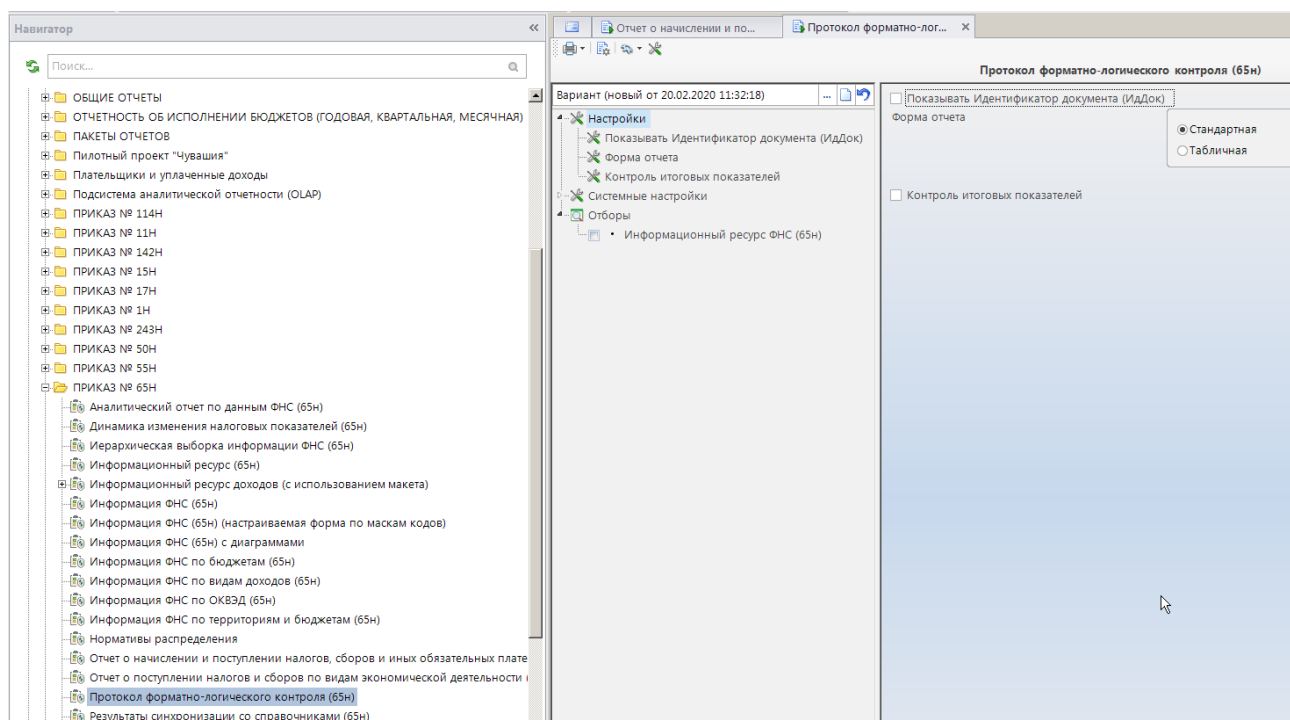 Навигатор
Поиск...
ОБЩИЕ ОТЧЕТЫ
ОТЧЕТНОСТЬ ОБ ИСПОЛНЕНИИ БЮДЖЕТОВ (ГОДОВАЯ, КВАРТАЛЬНАЯ, МЕСЯЧНАЯ)
ПАКЕТЫ ОТЧЕТОВ
Пилотный проект "Чувашия"
Плательщики и уплаченные доходы
Подсистема аналитической отчетности (OLAP)
ПРИКАЗ № 114Н
ПРИКАЗ № 11Н
ПРИКАЗ № 142Н
ПРИКАЗ № 15Н
ПРИКАЗ № 17Н
ПРИКАЗ № 1Н
ПРИКАЗ № 243Н
ПРИКАЗ № 50Н
ПРИКАЗ № 55Н
ПРИКАЗ № 65Н
Аналитический отчет по данным ФНС (65н)
Динамика изменения налоговых показателей (65н)
Иерархическая выборка информации ФНС (65н)
Информационный ресурс (65н)
Информационный ресурс доходов (с использованием макета)
Информация ФНС (65н)
Информация ФНС (65н) (настраиваемая форма по маскам кодов)
Информация ФНС (65н) с диаграммами
Информация ФНС по бюджетам (65н)
Информация ФНС по видам доходов (65н)
Информация ФНС по ОКВЭД (65н)
Информация ФНС по территориям и бюджетам (65н)
Нормативы распределения
Отчет о начислении и поступлении налогов, сборов и иных обязательных плате
Отчет о поступлении налогов и сборов по видам экономической деятельности (
Протокол форматно-логического контроля (65н)
Результаты синхронизации со справочниками (65н)
Отчет о начислении и по...
Протокол форматно-лог...
Протокол форматно-логического контроля (65н)
Вариант (новый от 20.02.2020 11:32:18)
...
Настройки
Показывать Идентификатор документа (ИдДок)
Форма отчета
Контроль итоговых показателей
Системные настройки
Отборы
• Информационный ресурс ФНС (65н)
Показывать Идентификатор документа (ИдДок)
Форма отчета
Стандартная
Табличная
Контроль итоговых показателей